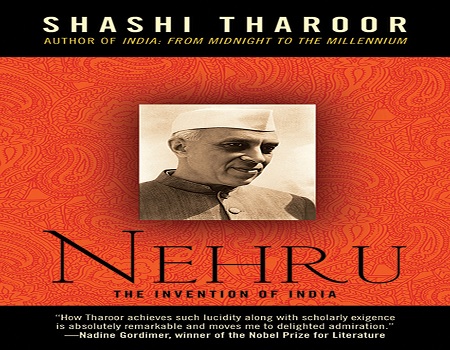 SHASHI THAROOR
AUTHOR OF INDIA: FROM MIDNIGHT TO THE MILLENNIUM
NEHRU
THE INVENTION OF INDIA
"How Tharoor achieves such lucidity along with scholarly exigence
is absolutely remarkable and moves me to delighted admiration."
—Nadine Gordimer, winner of the Nobel Prize for Literature